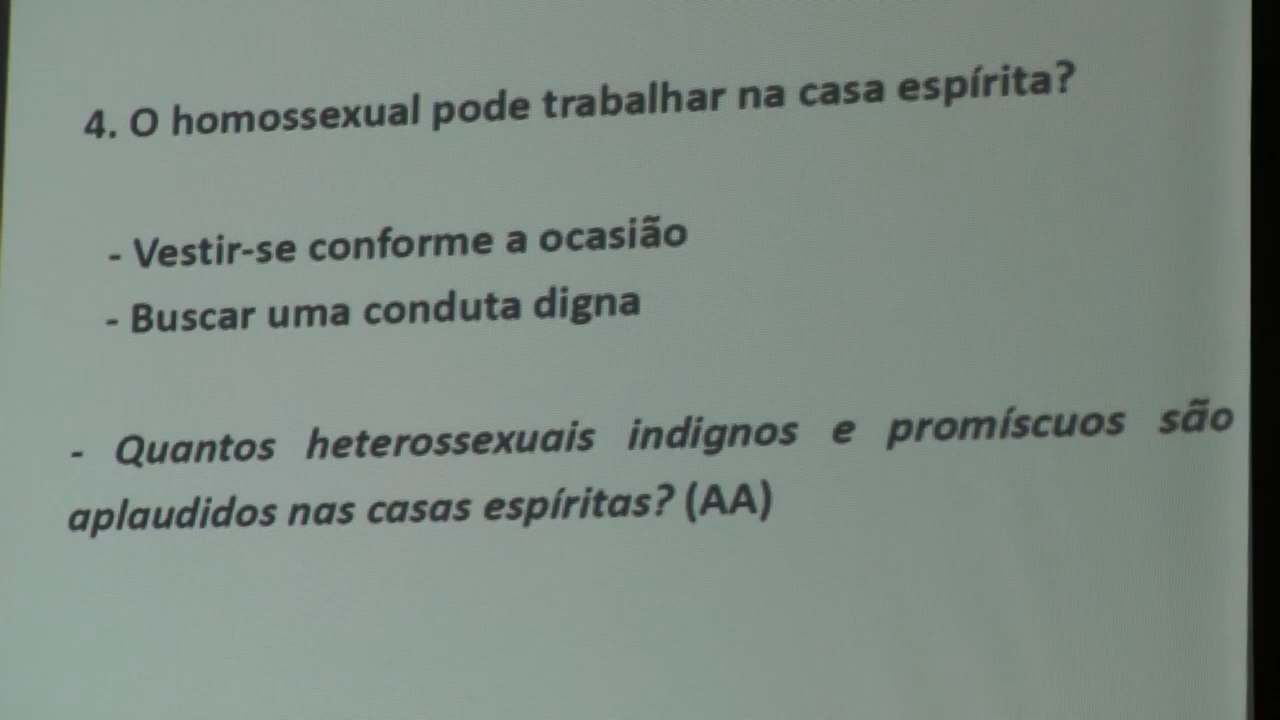 4. O homossexual pode trabalhar na casa espírita?
- Vestir-se conforme a ocasião
- Buscar uma conduta digna
- Quantos heterossexuais indignos e promíscuos são
aplaudidos nas casas espíritas? (AA)